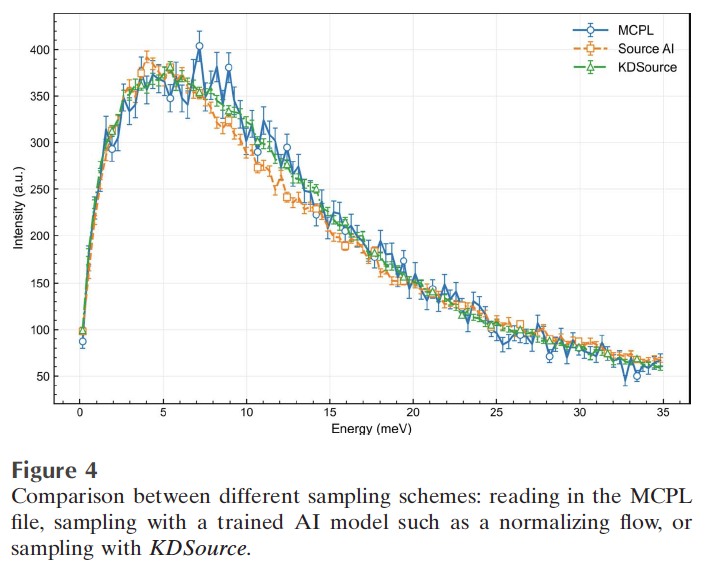 MCPL
Source AI
KDSource
400
350
300
250
200
150
100
50
Intensity (a.u.)
0
5
10
15
20
25
30
35
Energy (meV)
Figure 4
Comparison between different sampling schemes: reading in the MCPL
file, sampling with a trained AI model such as a normalizing flow, or
sampling with KDSource.